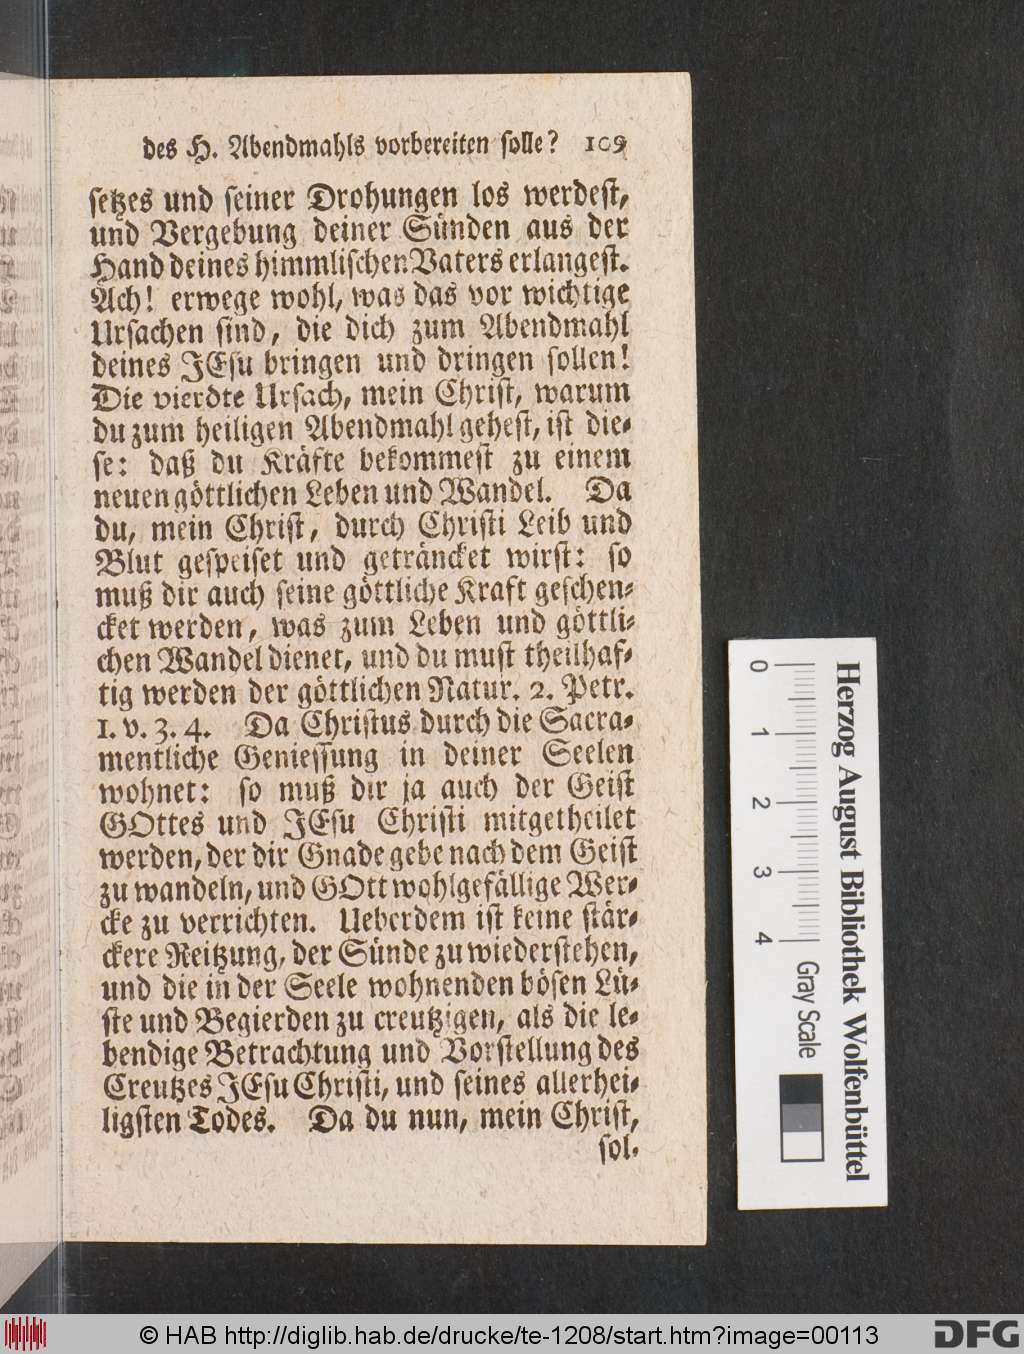 des H. Abendmahls vorbereiten solle? 109
setzes und seiner Drohungen los werdest,
und Vergebung deiner Sünden aus der
Hand deines himmlischen Vaters erlangest.
Ach! erwege wohl, was das vor wichtige
Ursachen sind, die dich zum Abendmahl
deines JEsu bringen und dringen sollen!
Die vierdte Ursach, mein Christ, warum
du zum heiligen Abendmahl gehest, ist die-
se: daß du Kräfte bekommest zu einem
neuen göttlichen Leben und Wandel. Da
du, mein Christ, durch Christi Leib und
Blut gespeiset und geträncket wirst: so
muß dir auch seine göttliche Kraft geschen-
cket werden, was zum Leben und göttli-
chen Wandel dienet, und du must theilhaf-
tig werden der göttlichen Natur. 2. Petr.
1. v. 3. 4. Da Christus durch die Sacra-
mentliche Geniessung in deiner Seelen
wohnet: so muß dir ja auch der Geist
GOttes und JEsu Christi mitgetheilet
werden, der dir Gnade gebe nach dem Geist
zu wandeln, und GOtt wohlgefällige Wer-
cke zu verrichten. Ueberdem ist keine stär-
ckere Reitzung, der Sünde zu wiederstehen,
und die in der Seele wohnenden bösen Lü-
ste und Begierden zu creutzigen, als die le-
bendige Betrachtung und Vorstellung des
Creutzes JEsu Christi, und seines allerhei-
ligsten Todes. Da du nun, mein Christ,
sol-
Herzog August Bibliothek Wolfenbüttel
0 1 2 3 4 Gray Scale
© HAB http://diglib.hab.de/drucke/te-1208/start.htm?image=00113
DFG